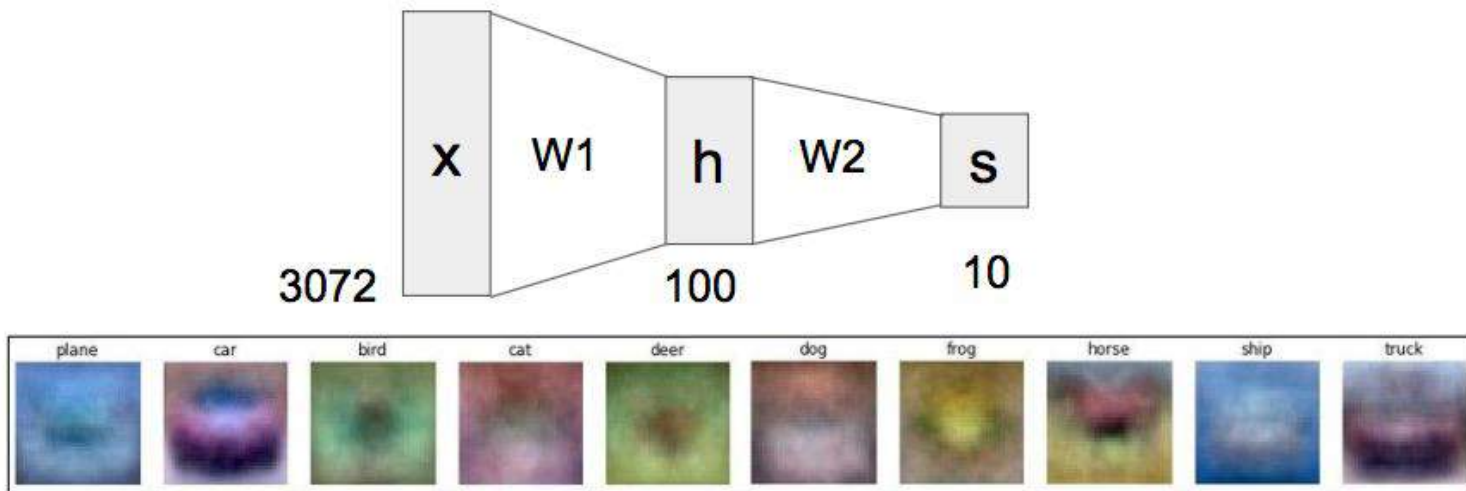 x W1 h W2 s
3072 100 10
plane car bird cat deer dog frog horse ship truck